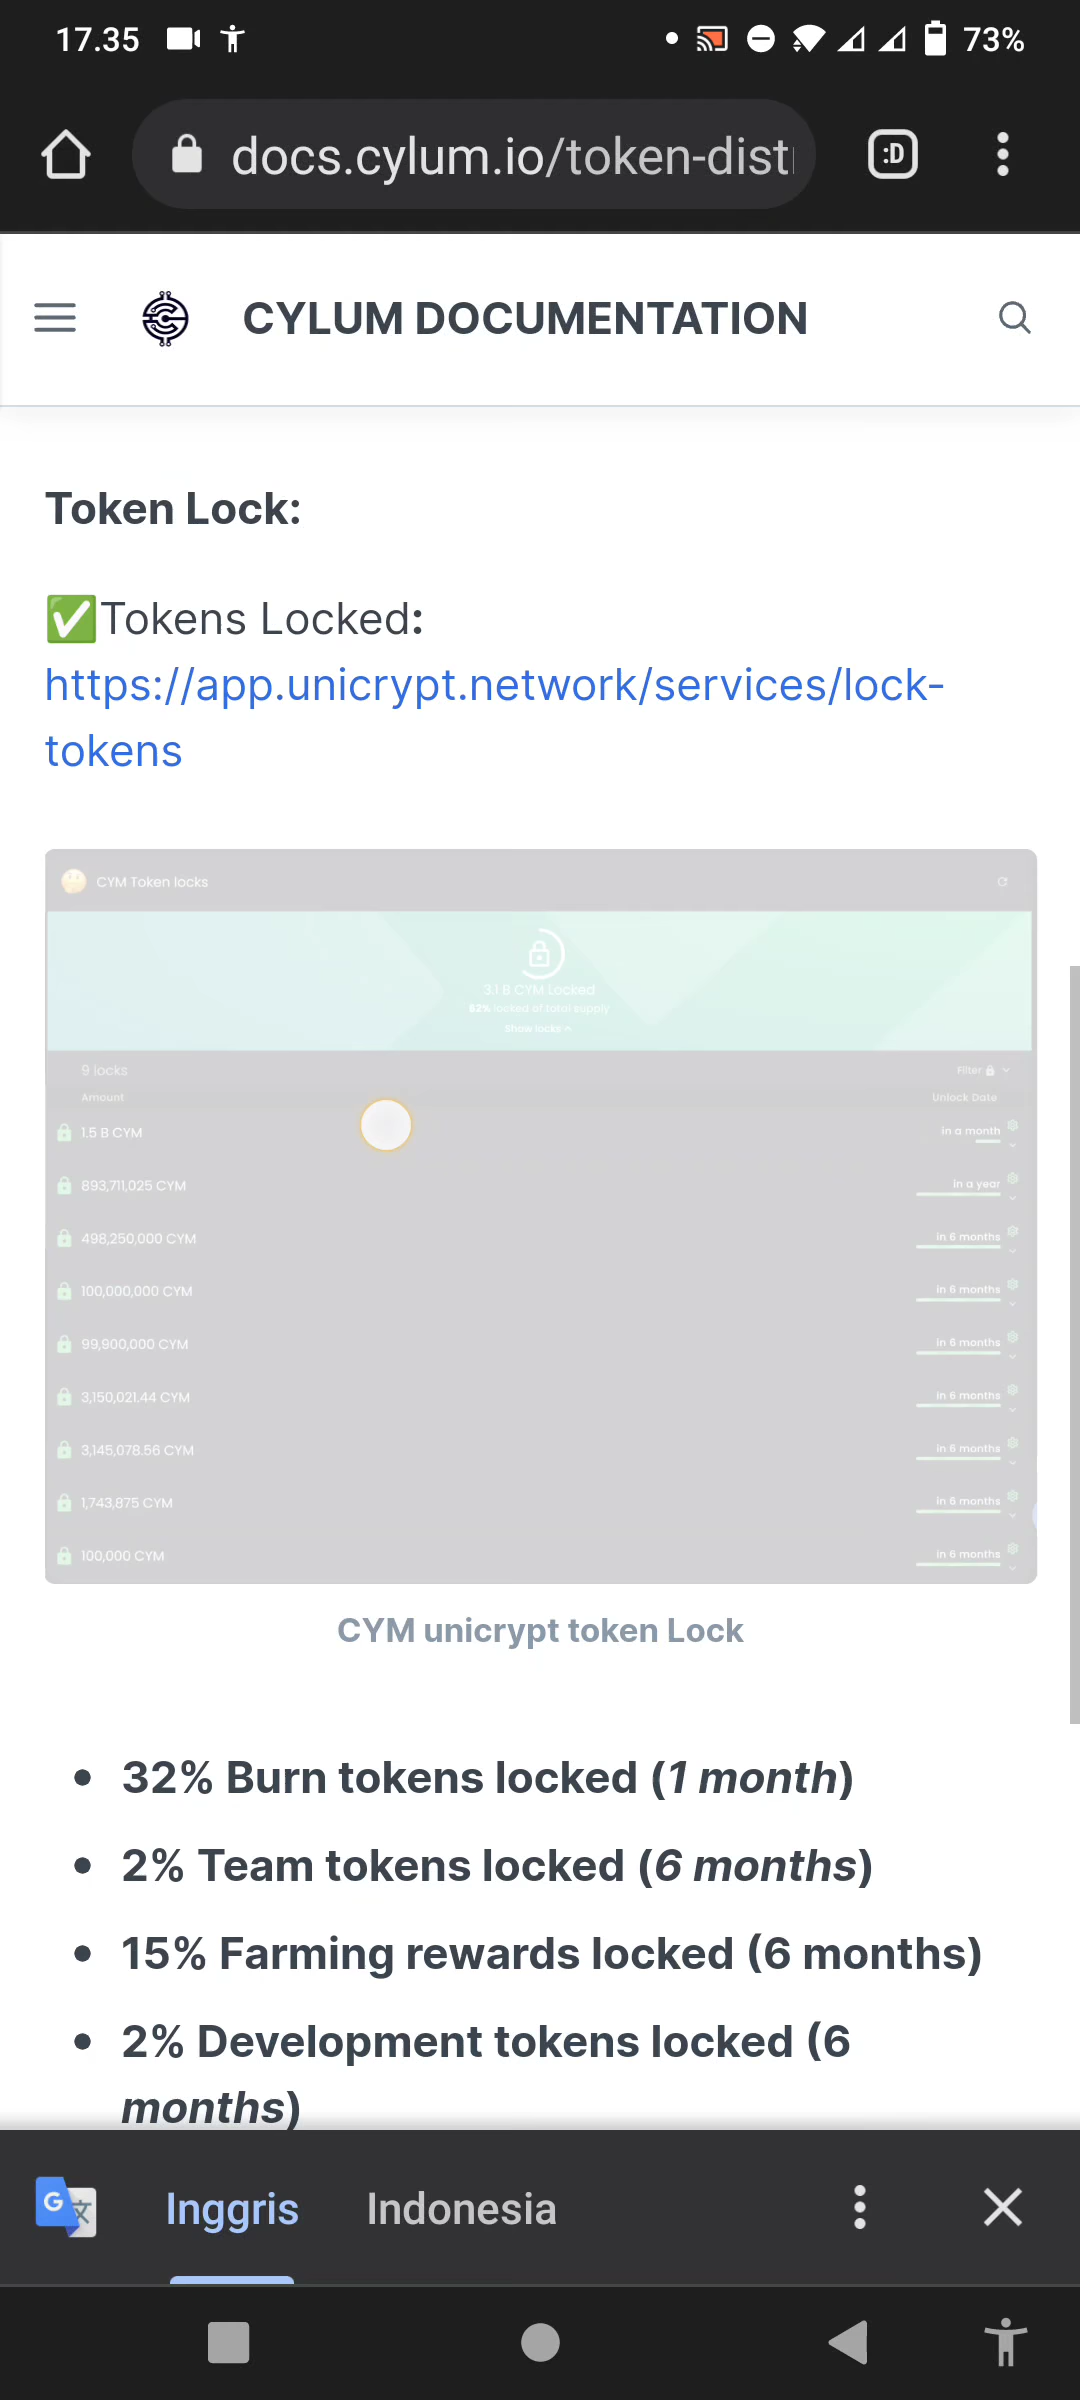 17.35
73%
docs.cylum.io/token-dist
:D
CYLUM DOCUMENTATION
Token Lock:
✅Tokens Locked:
https://app.unicrypt.network/services/lock-
tokens
CYM Token locks
3.1 B CYM Locked
62% locked of total supply
Show locks
9 locks
Filter
Amount
Unlock Date
1.5 B CYM
in a month
893,711,025 CYM
in a year
498,250,000 CYM
in 6 months
100,000,000 CYM
in 6 months
99,900,000 CYM
in 6 months
3,150,021.44 CYM
in 6 months
3,145,078.56 CYM
in 6 months
1,743,875 CYM
in 6 months
100,000 CYM
in 6 months
CYM unicrypt token Lock
• 32% Burn tokens locked (1 month)
• 2% Team tokens locked (6 months)
• 15% Farming rewards locked (6 months)
• 2% Development tokens locked (6
months)
Inggris
Indonesia